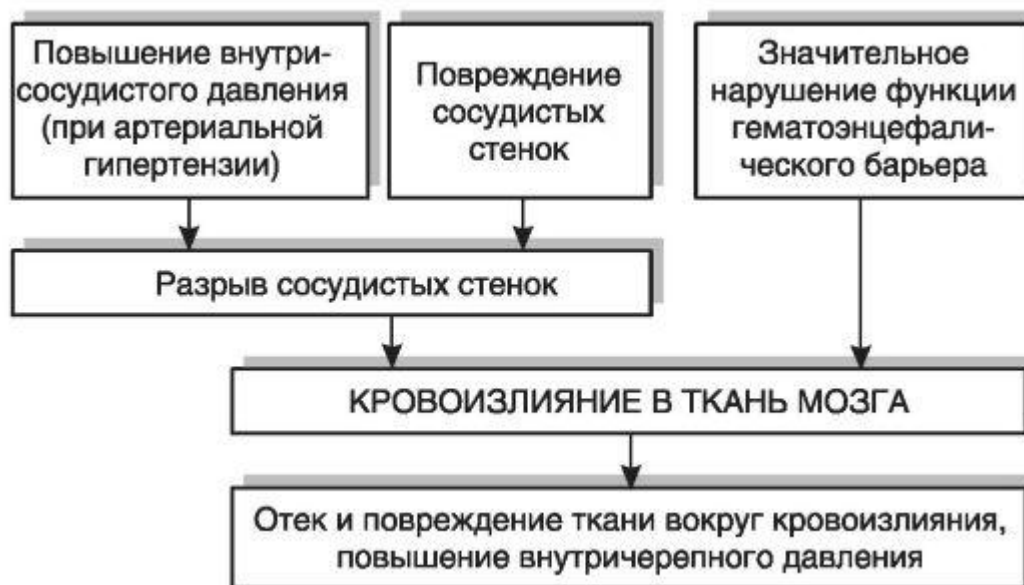 Повышение внутри-
сосудистого давления
(при артериальной
гипертензии)
Повреждение
сосудистых
стенок
Значительное
нарушение функции
гематоэнцефали-
ческого барьера
Разрыв сосудистых стенок
КРОВОИЗЛИЯНИЕ В ТКАНЬ МОЗГА
Отек и повреждение ткани вокруг кровоизлияния,
повышение внутричерепного давления